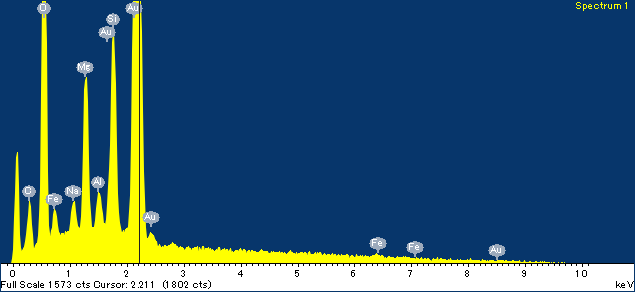 Spectrum 1
O Si Au
Au
Mg
Al
C Fe Na
Au
Fe Fe Au
0 1 2 3 4 5 6 7 8 9 10
Full Scale 1573 cts Cursor: 2.211 (1802 cts) keV